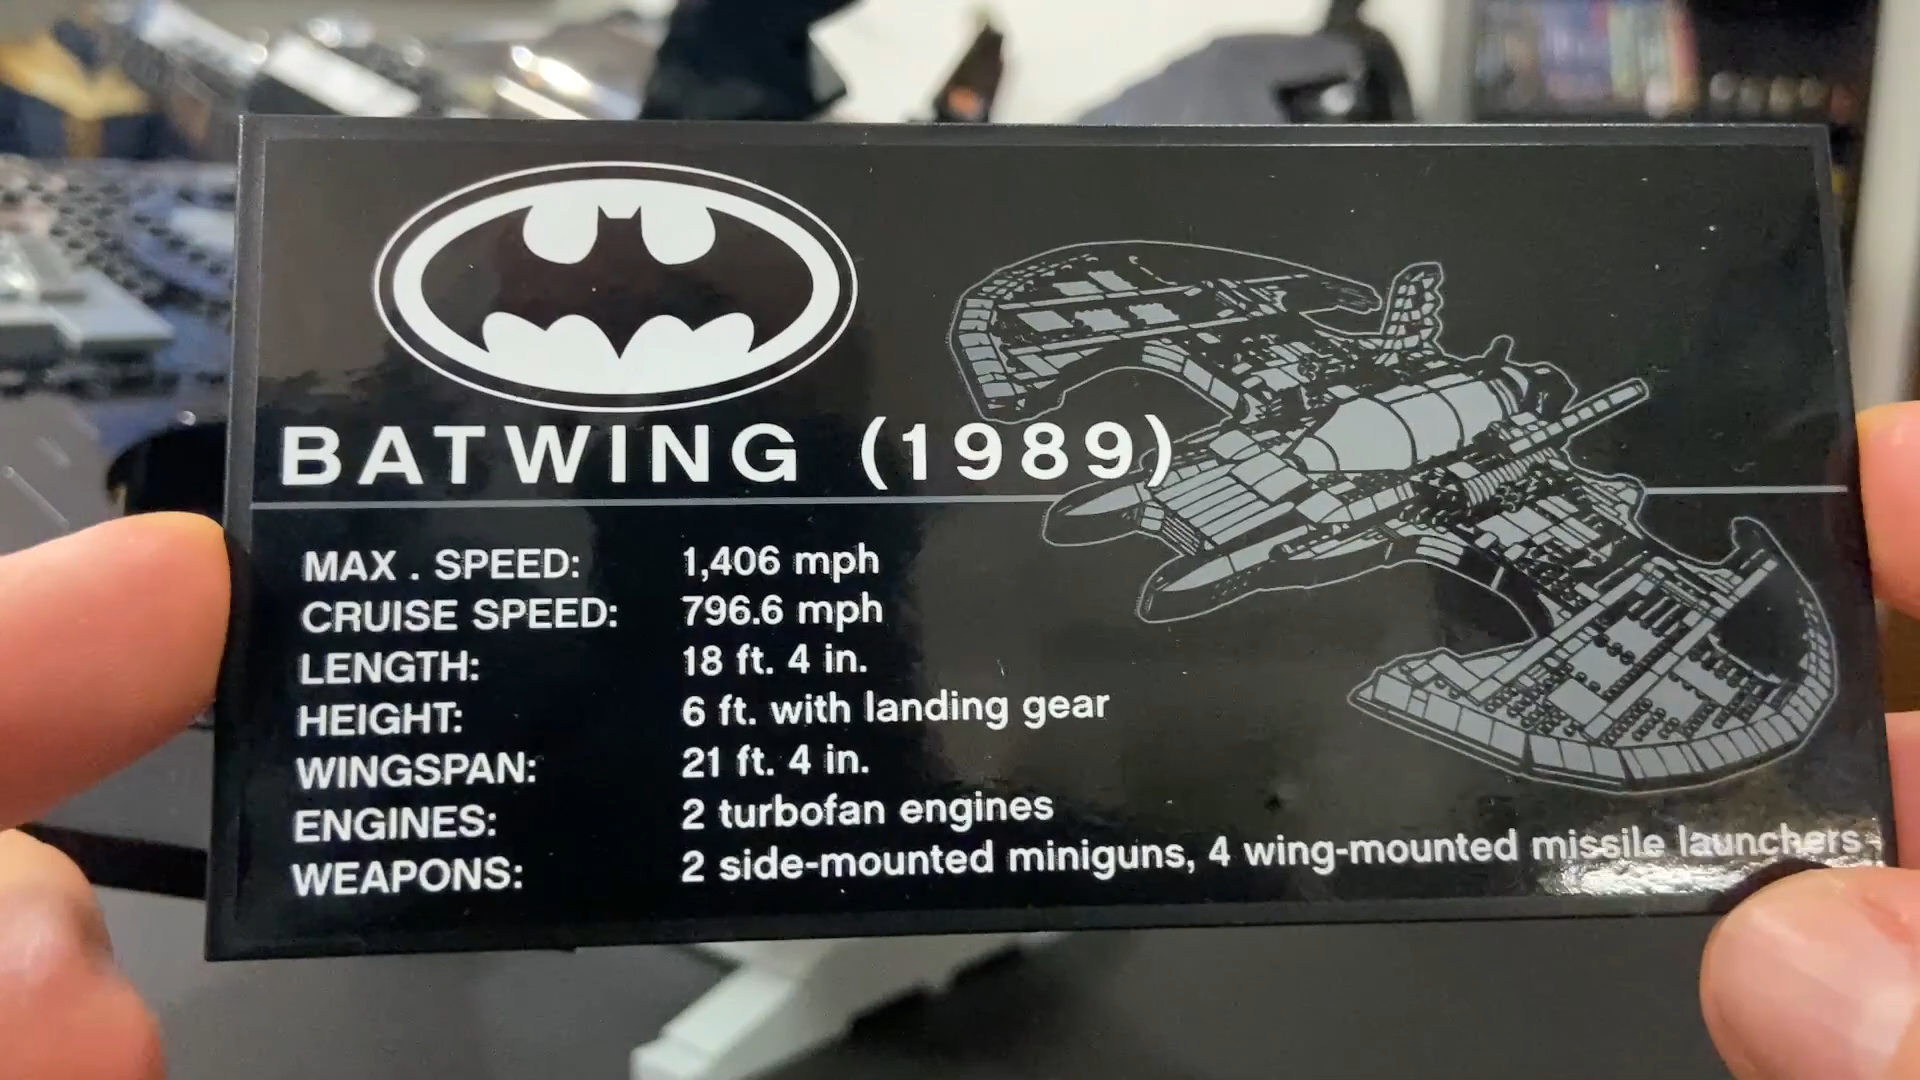 BATWING (1989)
MAX . SPEED: 1,406 mph
CRUISE SPEED: 796.6 mph
LENGTH: 18 ft. 4 in.
HEIGHT: 6 ft. with landing gear
WINGSPAN: 21 ft. 4 in.
ENGINES: 2 turbofan engines
WEAPONS: 2 side-mounted miniguns, 4 wing-mounted missile launchers